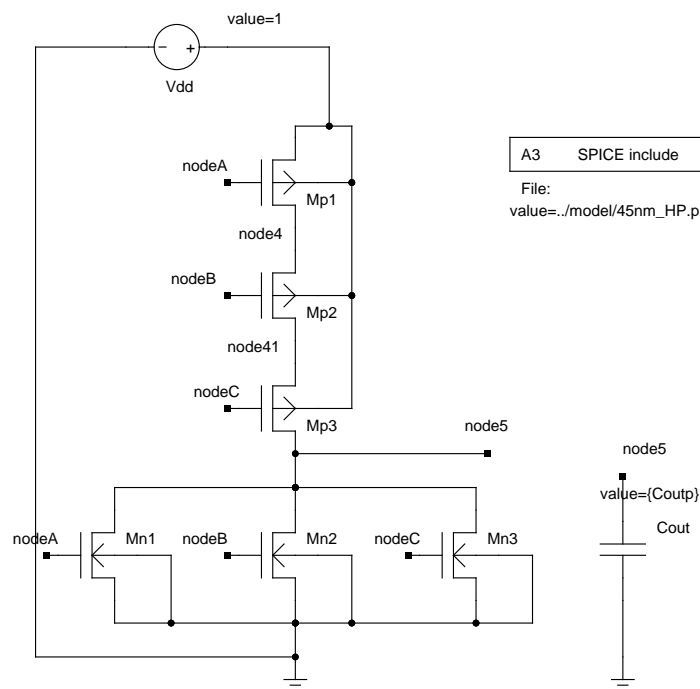 value=1
Vdd
nodeA
Mp1
A3 SPICE include
File:
value=../model/45nm_HP.p
node4
nodeB
Mp2
node41
nodeC
Mp3
node5
node5
value={Coutp}
Cout
nodeA
Mn1
nodeB
Mn2
nodeC
Mn3